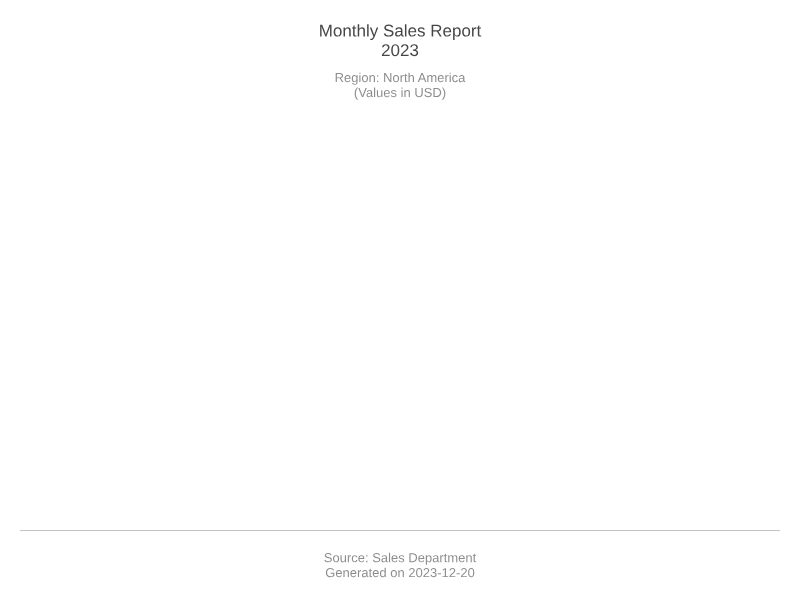 Monthly Sales Report
2023
Region: North America
(Values in USD)
Source: Sales Department
Generated on 2023-12-20